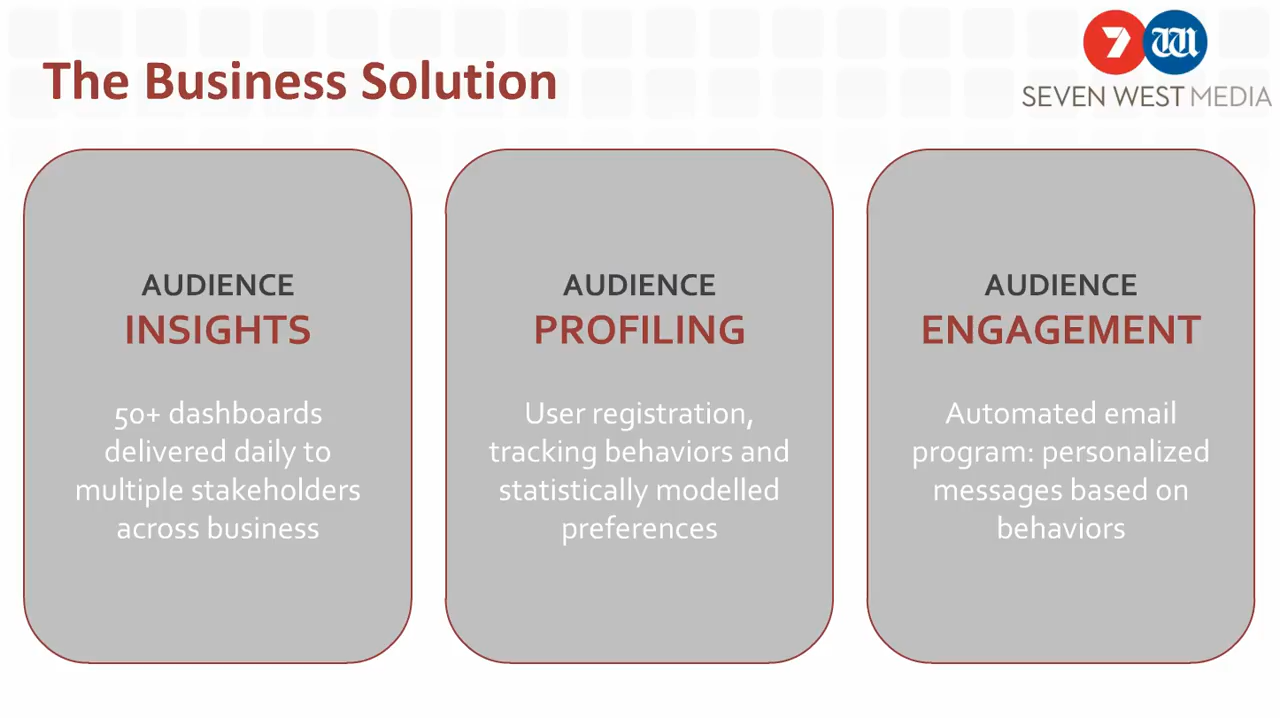 The Business Solution
7
W
SEVEN WEST MEDIA
AUDIENCE
INSIGHTS
50+ dashboards
delivered daily to
multiple stakeholders
across business
AUDIENCE
PROFILING
User registration,
tracking behaviors and
statistically modelled
preferences
AUDIENCE
ENGAGEMENT
Automated email
program: personalized
messages based on
behaviors